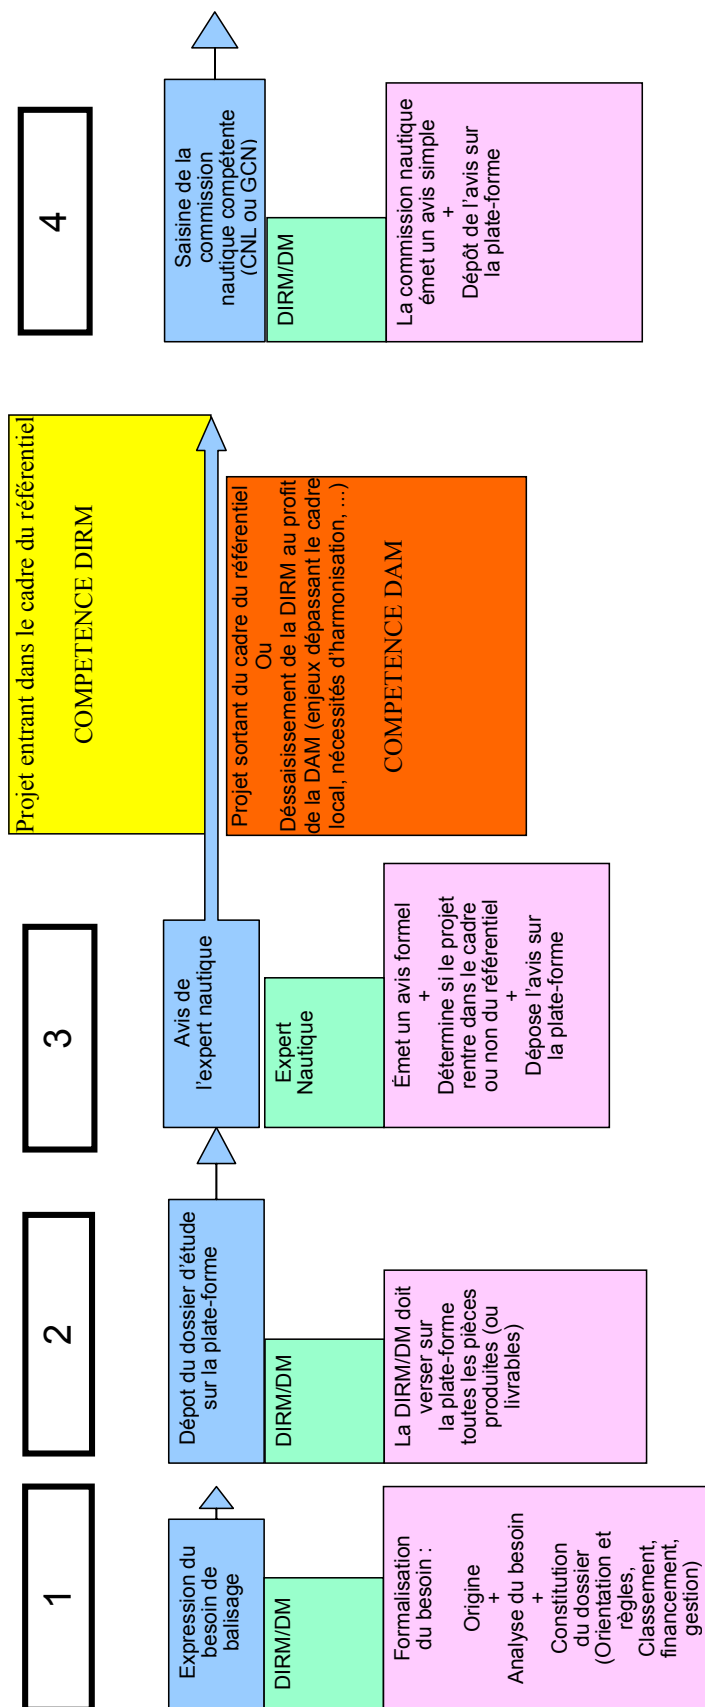 1
Expression du
besoin de
balisage
DIRM/DM
Formalisation
du besoin :
Origine
+
Analyse du besoin
+
Constitution
du dossier
(Orientation et
règles,
Classement,
financement,
gestion)
2
Dépot du dossier d'étude
sur la plate-forme
DIRM/DM
La DIRM/DM doit
verser sur
la plate-forme
toutes les pièces
produites (ou
livrables)
3
Avis de
l'expert nautique
Expert
Nautique
Émet un avis formel
+
Détermine si le projet
rentre dans le cadre
ou non du référentiel
+
Dépose l'avis sur
la plate-forme
Projet entrant dans le cadre du référentiel
COMPETENCE DIRM
Projet sortant du cadre du référentiel
Ou
Déssaisissement de la DIRM au profit
de la DAM (enjeux dépassant le cadre
local, nécessités d'harmonisation, ...)
COMPETENCE DAM
4
Saisine de la
commission
nautique compétente
(CNL ou GCN)
DIRM/DM
La commission nautique
émet un avis simple
+
Dépôt de l'avis sur
la plate-forme